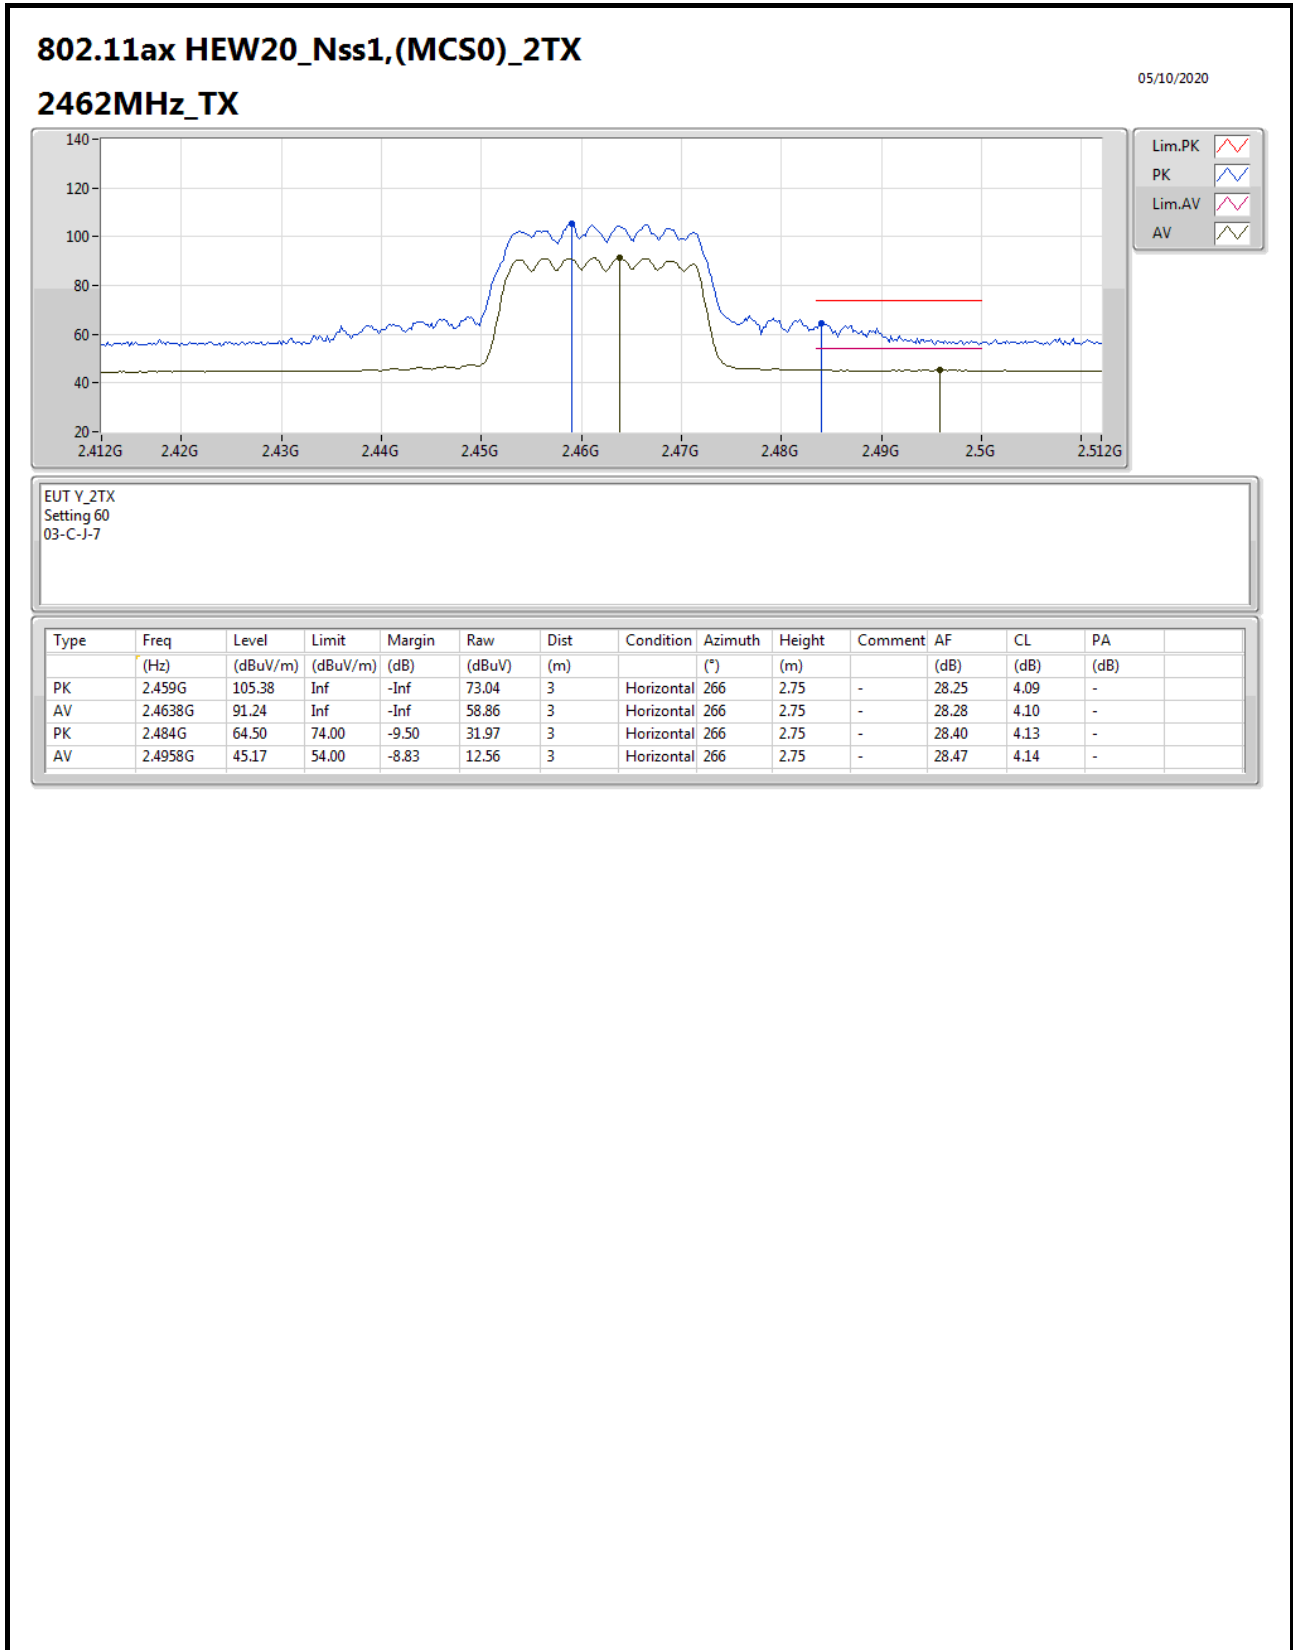 802.11ax HEW20_Nss1,(MCS0)_2TX
05/10/2020
2462MHz_TX
140
120
100
80
60
40
20
2.412G 2.42G 2.43G 2.44G 2.45G 2.46G 2.47G 2.48G 2.49G 2.5G 2.512G
Lim.PK
PK
Lim.AV
AV
EUT Y_2TX
Setting 60
03-C-J-7
Type Freq Level Limit Margin Raw Dist Condition Azimuth Height Comment AF CL PA
(Hz) (dBuV/m) (dBuV/m) (dB) (dBuV) (m) (°) (m) (dB) (dB) (dB)
PK 2.459G 105.38 Inf -Inf 73.04 3 Horizontal 266 2.75 - 28.25 4.09 -
AV 2.4638G 91.24 Inf -Inf 58.86 3 Horizontal 266 2.75 - 28.28 4.10 -
PK 2.484G 64.50 74.00 -9.50 31.97 3 Horizontal 266 2.75 - 28.40 4.13 -
AV 2.4958G 45.17 54.00 -8.83 12.56 3 Horizontal 266 2.75 - 28.47 4.14 -